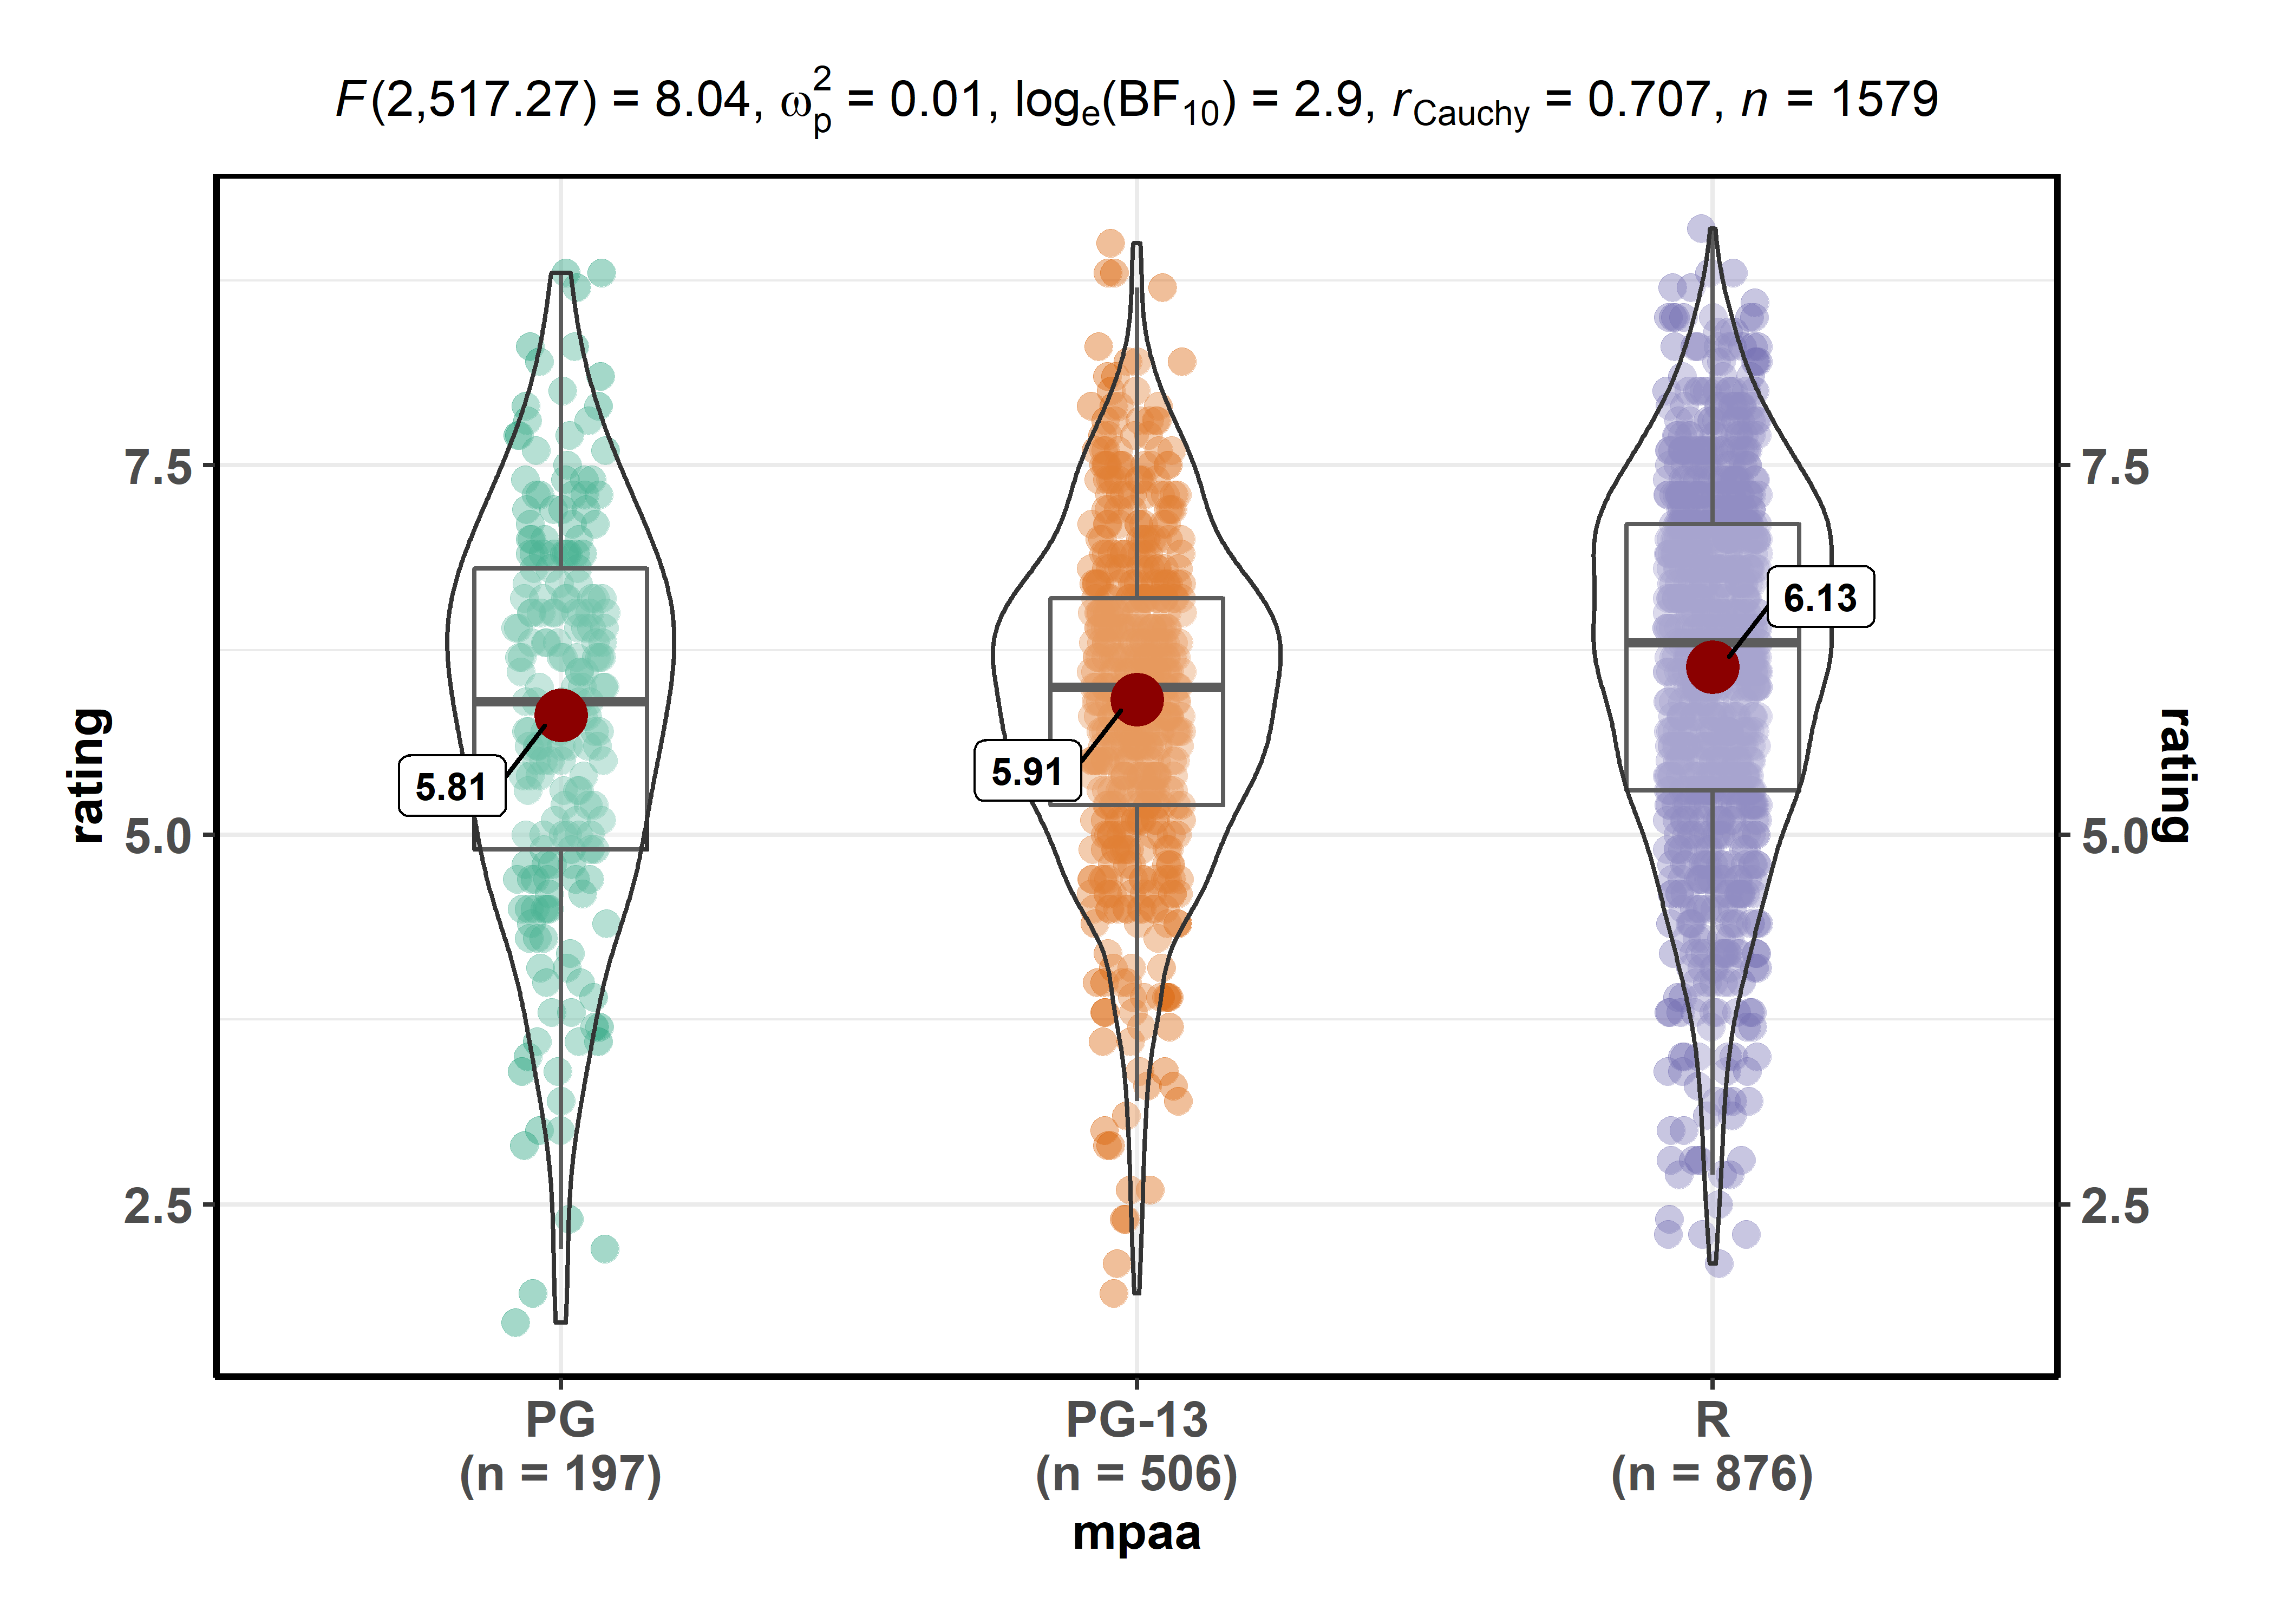 F(2,517.27) = 8.04, ω²ₚ = 0.01, logₑ(BF₁₀) = 2.9, r_Cauchy = 0.707, n = 1579
7.5
5.0
2.5
rating
5.81
5.91
6.13
7.5
5.0
2.5
rating
PG
(n = 197)
PG-13
(n = 506)
R
(n = 876)
mpaa